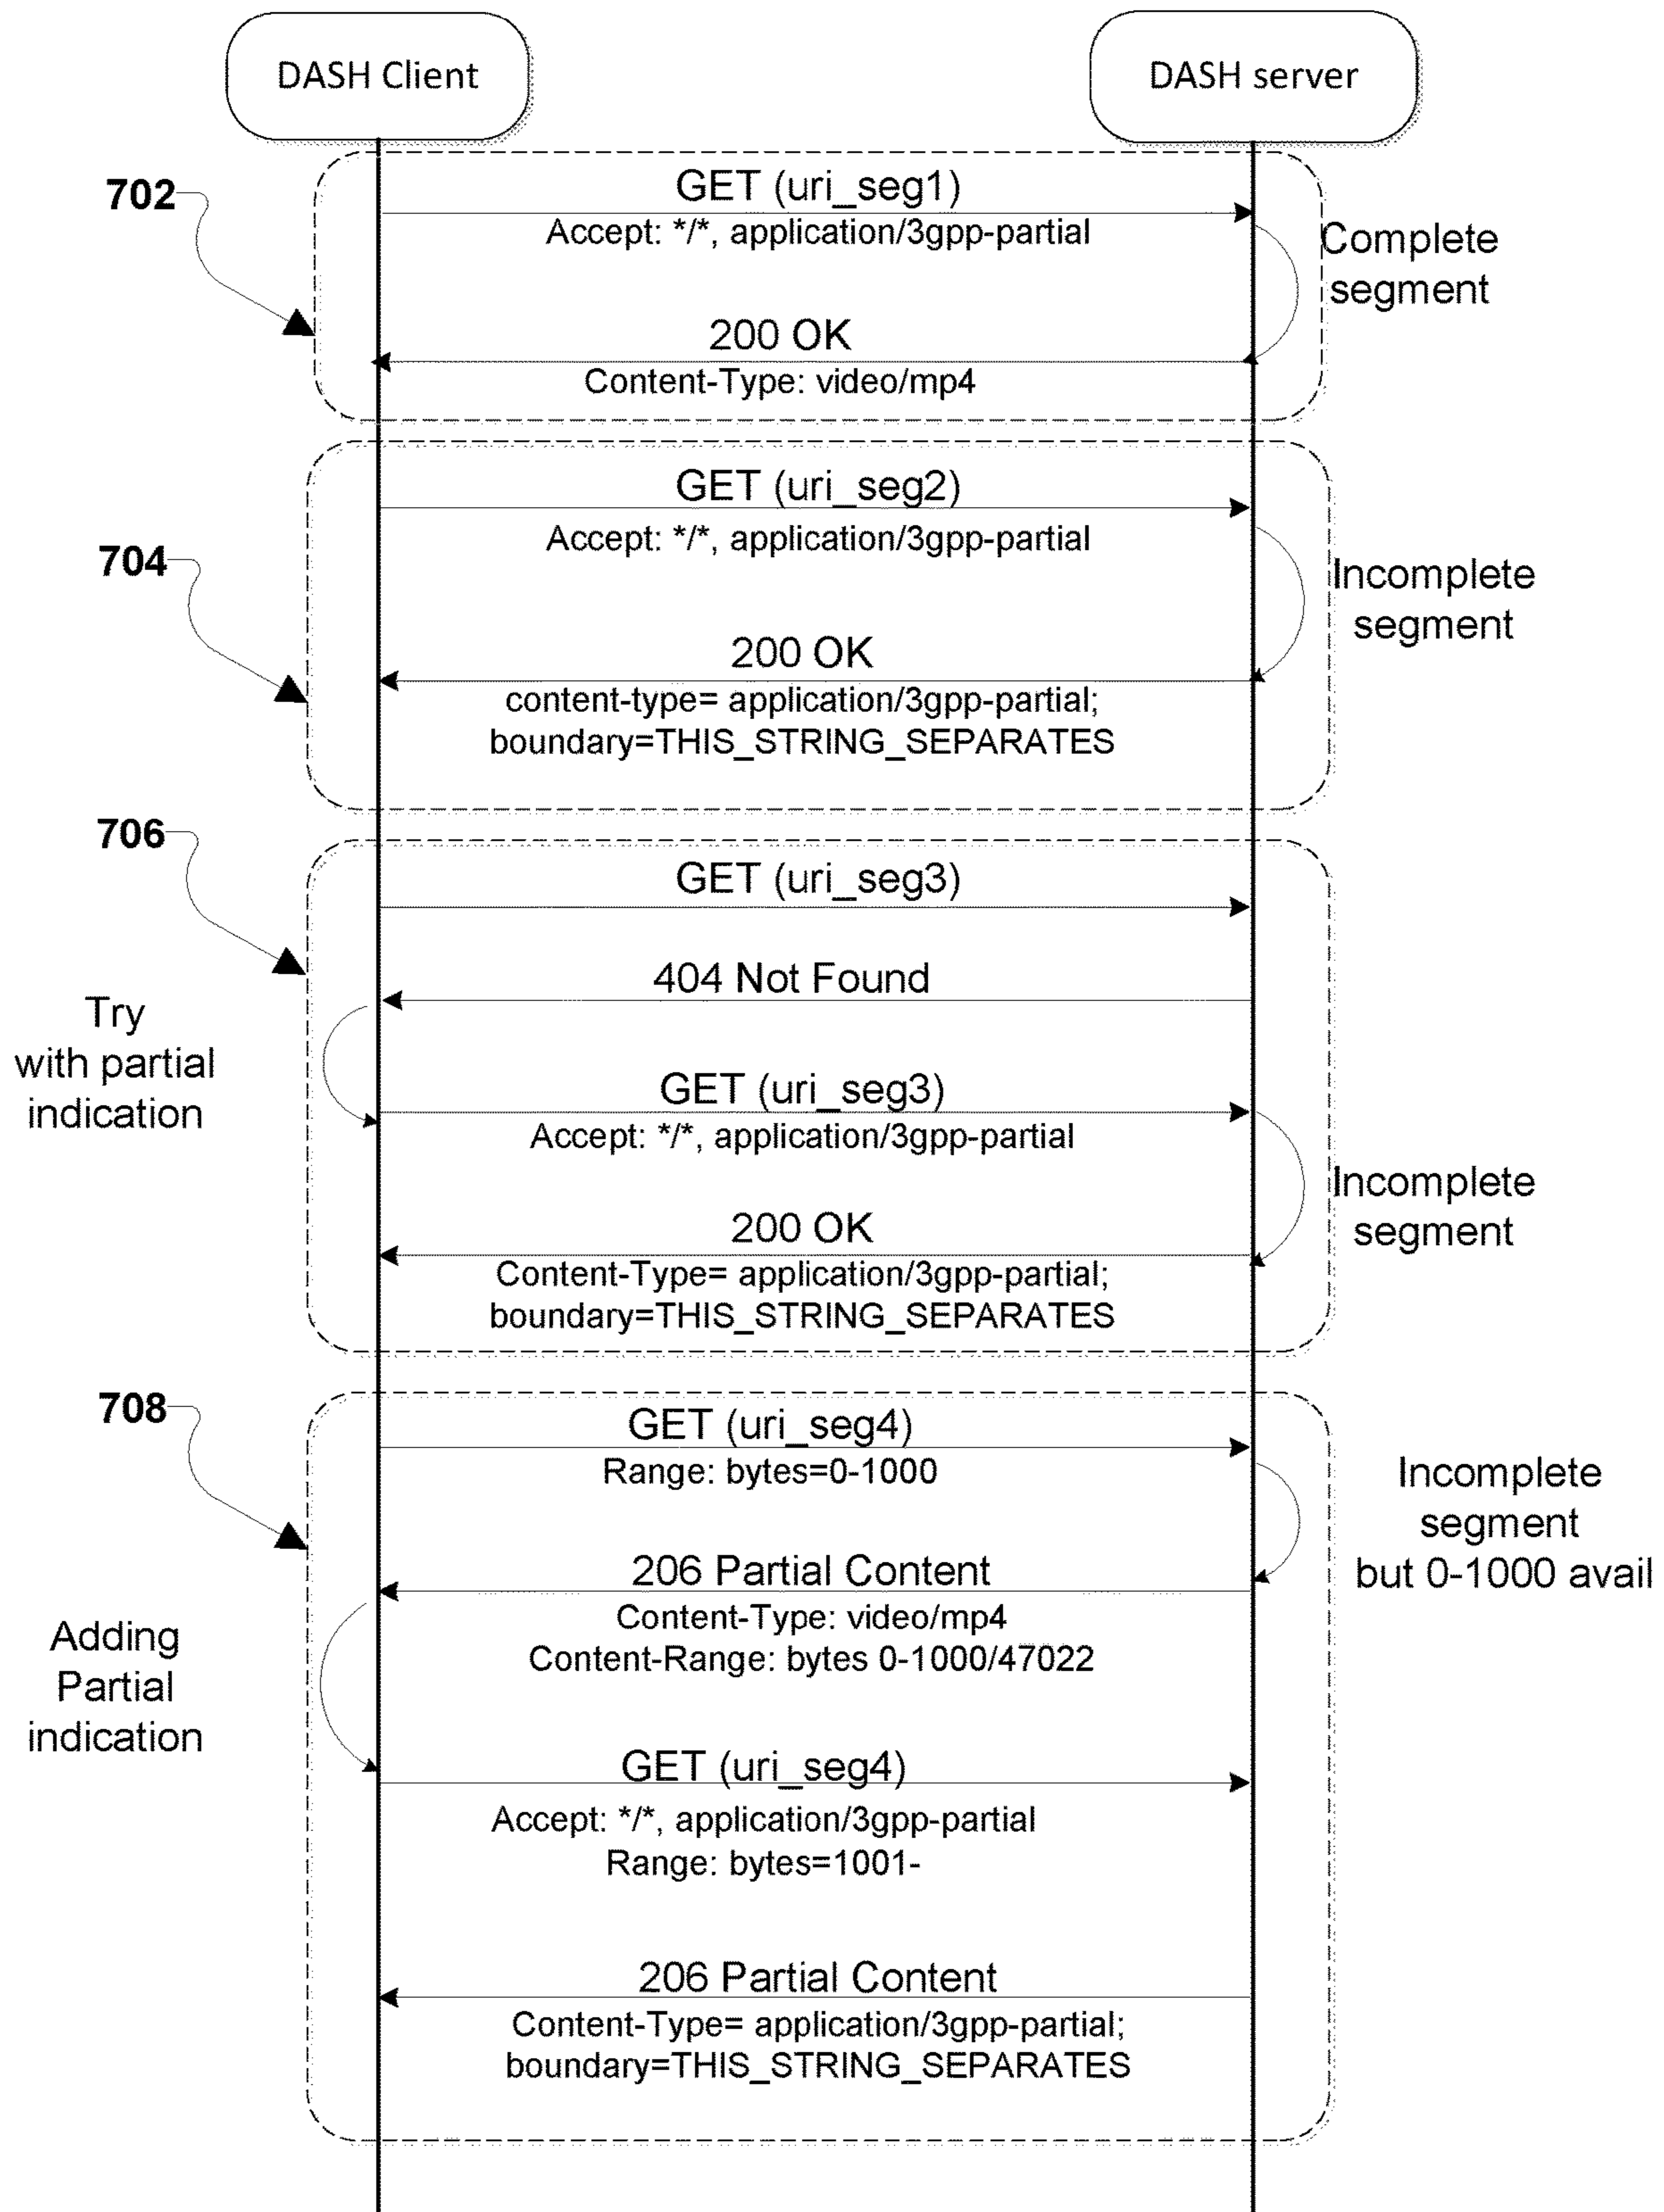 DASH Client
DASH server
702
GET (uri_seg1)
Accept: */*, application/3gpp-partial
Complete
segment
200 OK
Content-Type: video/mp4
704
GET (uri_seg2)
Accept: */*, application/3gpp-partial
Incomplete
segment
200 OK
content-type= application/3gpp-partial;
boundary=THIS_STRING_SEPARATES
706
GET (uri_seg3)
404 Not Found
Try
with partial
indication
GET (uri_seg3)
Accept: */*, application/3gpp-partial
Incomplete
segment
200 OK
Content-Type= application/3gpp-partial;
boundary=THIS_STRING_SEPARATES
708
GET (uri_seg4)
Range: bytes=0-1000
Incomplete
segment
but 0-1000 avail
206 Partial Content
Content-Type: video/mp4
Content-Range: bytes 0-1000/47022
Adding
Partial
indication
GET (uri_seg4)
Accept: */*, application/3gpp-partial
Range: bytes=1001-
206 Partial Content
Content-Type= application/3gpp-partial;
boundary=THIS_STRING_SEPARATES